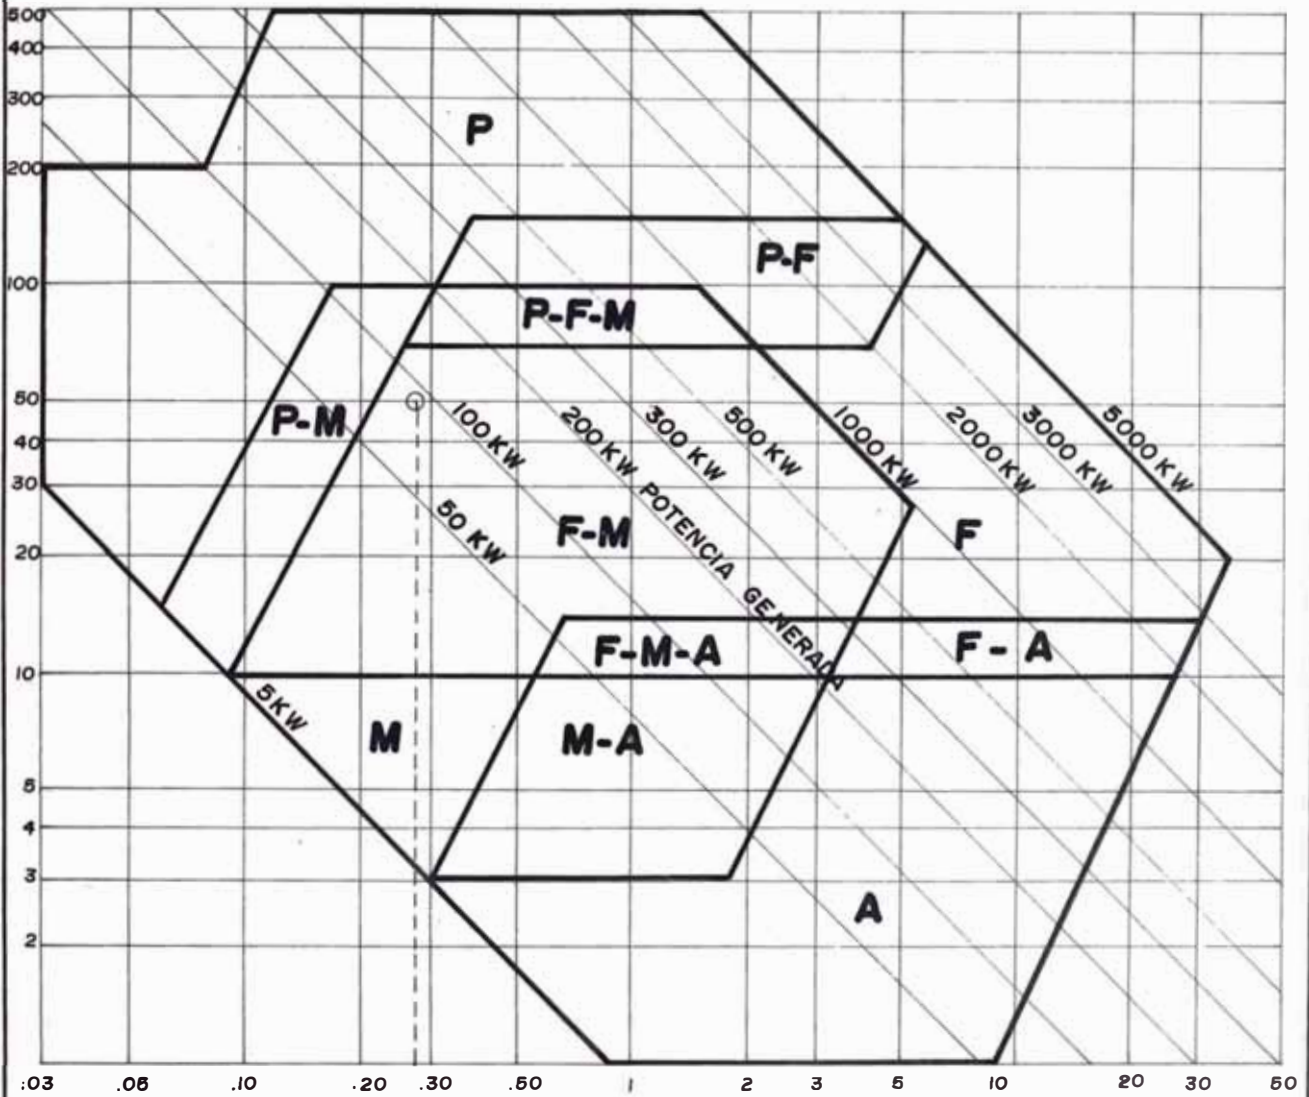 500
400
300
200
100
50
40
30
20
10
5
4
3
2
P
P-F
P-F-M
P-M
100 KW
200 KW
300 KW
500 KW
1000 KW
2000 KW
3000 KW
5000 KW
50 KW
POTENCIA GENERADA
F-M
F
F-M-A
F - A
5 KW
M
M-A
A
.03 .05 .10 .20 .30 .50 1 2 3 5 10 20 30 50